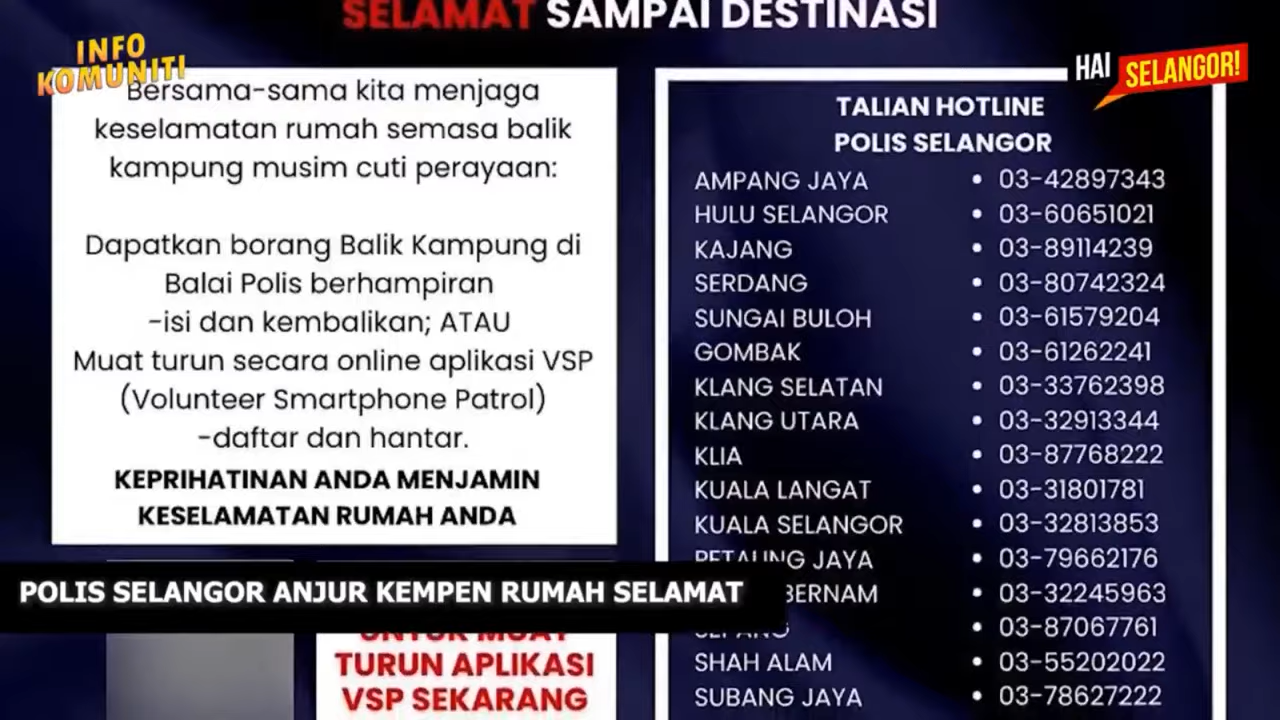 SELAMAT SAMPAI DESTINASI
INFO
KOMUNITI
HAI SELANGOR!
Bersama-sama kita menjaga
keselamatan rumah semasa balik
kampung musim cuti perayaan:
Dapatkan borang Balik Kampung di
Balai Polis berhampiran
-isi dan kembalikan; ATAU
Muat turun secara online aplikasi VSP
(Volunteer Smartphone Patrol)
-daftar dan hantar.
KEPRIHATINAN ANDA MENJAMIN
KESELAMATAN RUMAH ANDA
TALIAN HOTLINE
POLIS SELANGOR
AMPANG JAYA • 03-42897343
HULU SELANGOR • 03-60651021
KAJANG • 03-89114239
SERDANG • 03-80742324
SUNGAI BULOH • 03-61579204
GOMBAK • 03-61262241
KLANG SELATAN • 03-33762398
KLANG UTARA • 03-32913344
KLIA • 03-87768222
KUALA LANGAT • 03-31801781
KUALA SELANGOR • 03-32813853
PETALING JAYA • 03-79662176
BERNAM • 03-32245963
SEPANG • 03-87067761
SHAH ALAM • 03-55202022
SUBANG JAYA • 03-78627222
POLIS SELANGOR ANJUR KEMPEN RUMAH SELAMAT
UNTUK MUAT
TURUN APLIKASI
VSP SEKARANG